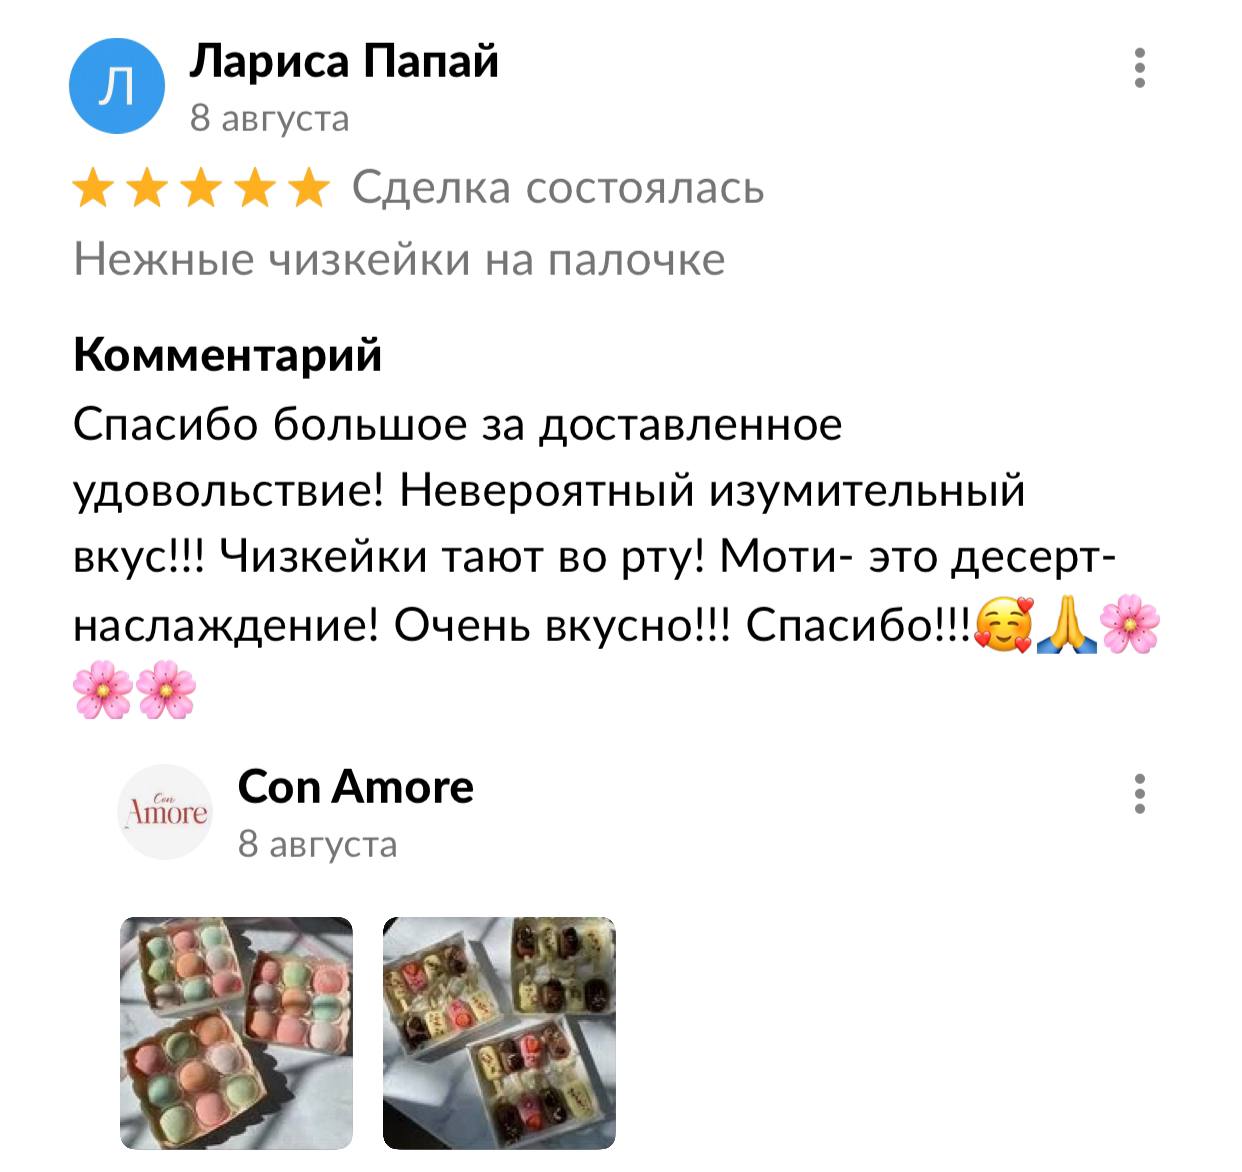 Л
Лариса Папай
8 августа
Сделка состоялась
Нежные чизкейки на палочке
Комментарий
Спасибо большое за доставленное
удовольствие! Невероятный изумительный
вкус!!! Чизкейки тают во рту! Моти- это десерт-
наслаждение! Очень вкусно!!! Спасибо!!!🥰🙏🌸
🌸🌸
Con
Amore
Con Amore
8 августа